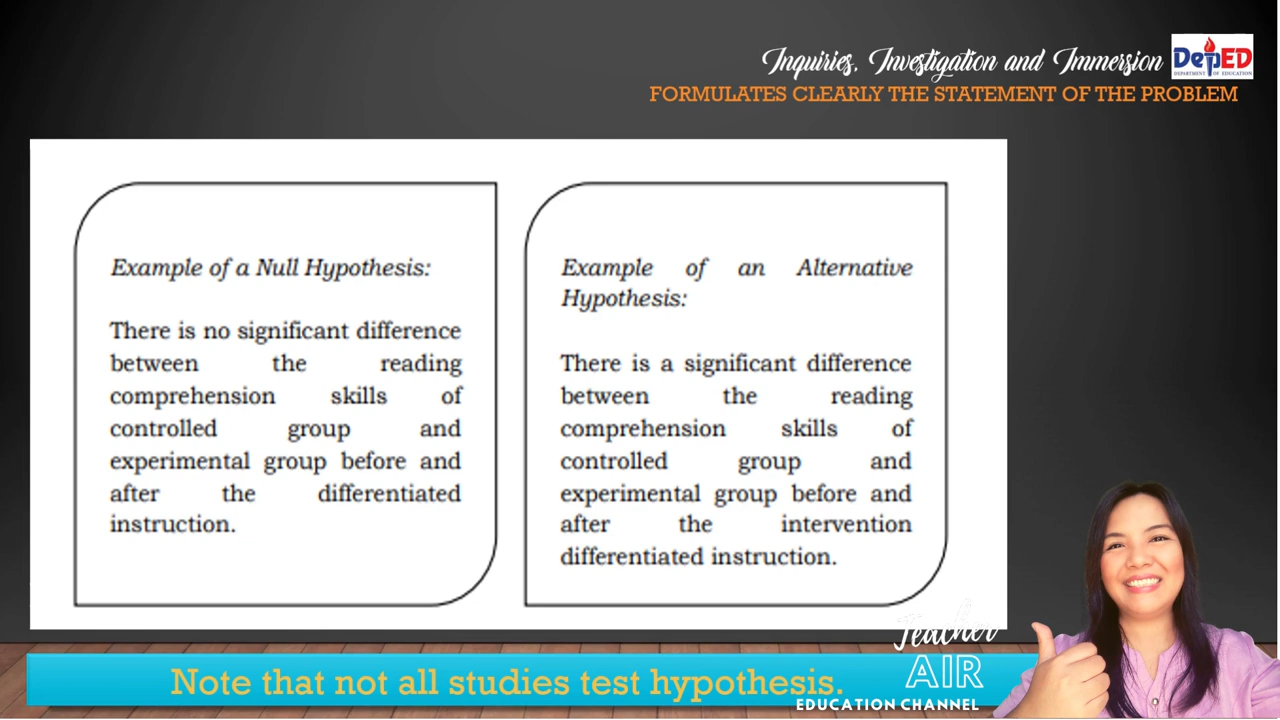 Inquiries, Investigation and Immersion
DepED
DEPARTMENT OF EDUCATION
FORMULATES CLEARLY THE STATEMENT OF THE PROBLEM
Example of a Null Hypothesis:
There is no significant difference
between the reading
comprehension skills of
controlled group and
experimental group before and
after the differentiated
instruction.
Example of an Alternative
Hypothesis:
There is a significant difference
between the reading
comprehension skills of
controlled group and
experimental group before and
after the intervention
differentiated instruction.
Note that not all studies test hypothesis.
Teacher
AIR
EDUCATION CHANNEL